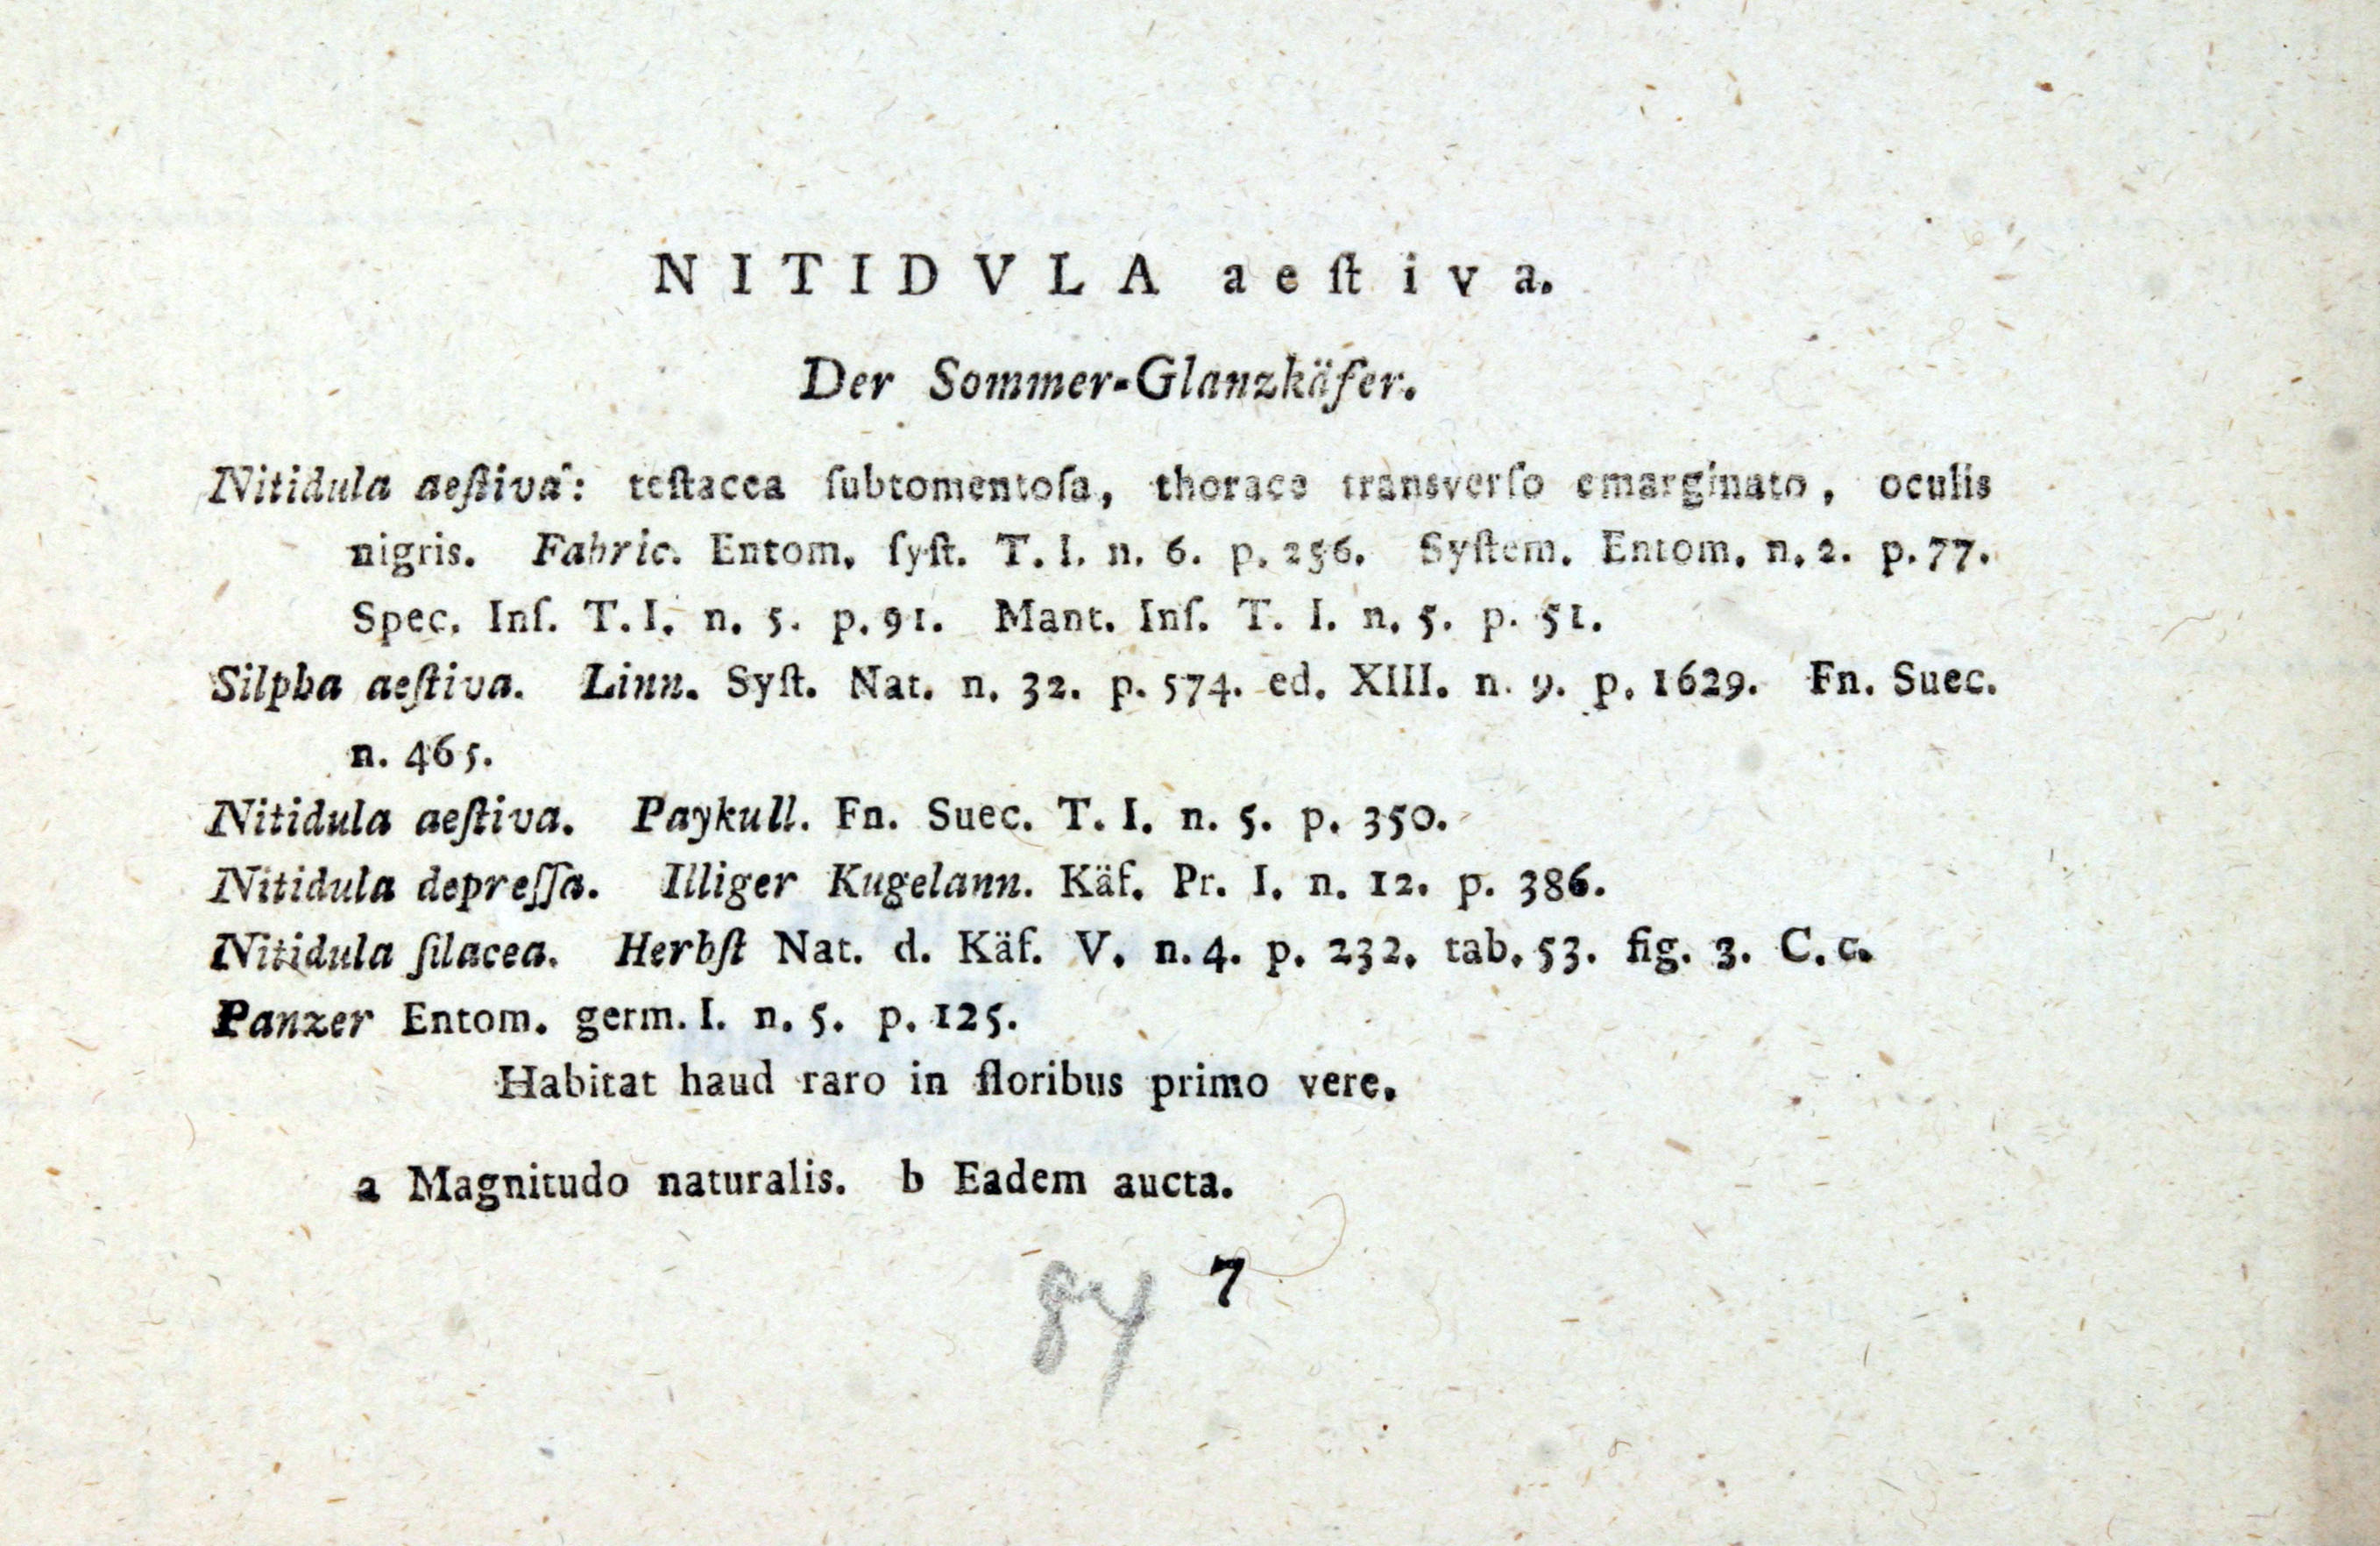 NITIDVLA aeſtiva.
Der Sommer-Glanzkäfer.
Nitidula aeſtiva: teſtacea ſubtomentoſa, thorace transverſo emarginato, oculis
nigris. Fabric. Entom. ſyſt. T. I. n. 6. p. 256. Syſtem. Entom. n. 2. p. 77.
Spec. Inſ. T. I. n. 5. p. 91. Mant. Inſ. T. I. n. 5. p. 51.
Silpha aeſtiva. Linn. Syſt. Nat. n. 32. p. 574. ed. XIII. n. 9. p. 1629. Fn. Suec.
n. 465.
Nitidula aeſtiva. Paykull. Fn. Suec. T. I. n. 5. p. 350.
Nitidula depreſſa. Illiger Kugelann. Käf. Pr. I. n. 12. p. 386.
Nitidula ſilacea. Herbſt Nat. d. Käf. V. n. 4. p. 232. tab. 53. fig. 3. C. c.
Panzer Entom. germ. I. n. 5. p. 125.
Habitat haud raro in floribus primo vere.
a Magnitudo naturalis. b Eadem aucta.
84 7